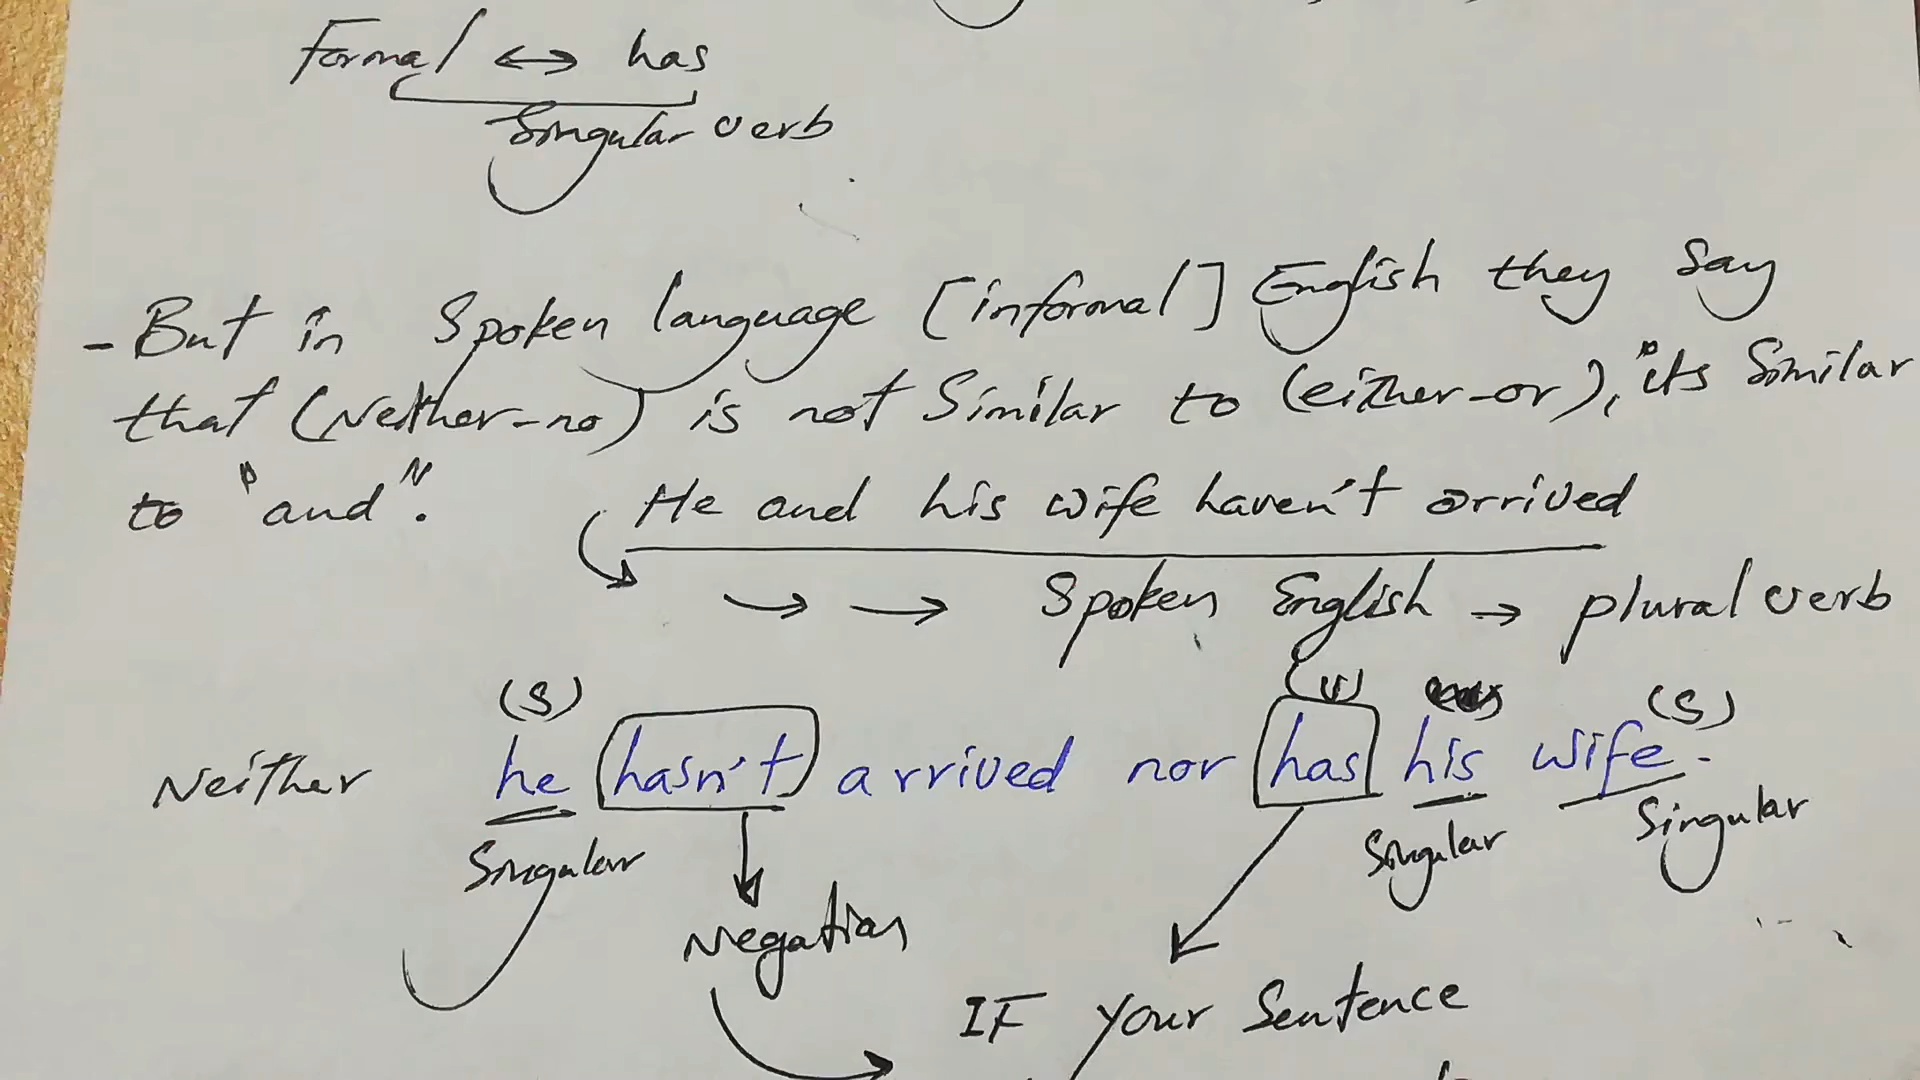 Formal ↔ has
Singular verb
- But in Spoken language [informal] English they say
that (Neither-no) is not Similar to (either-or), "its Similar
to "and".
He and his wife haven't arrived
→ → Spoken English → plural verb
(S) (v) (S)
Neither he hasn't arrived nor has his wife.
Singular Singular Singular
Negation
IF your Sentence